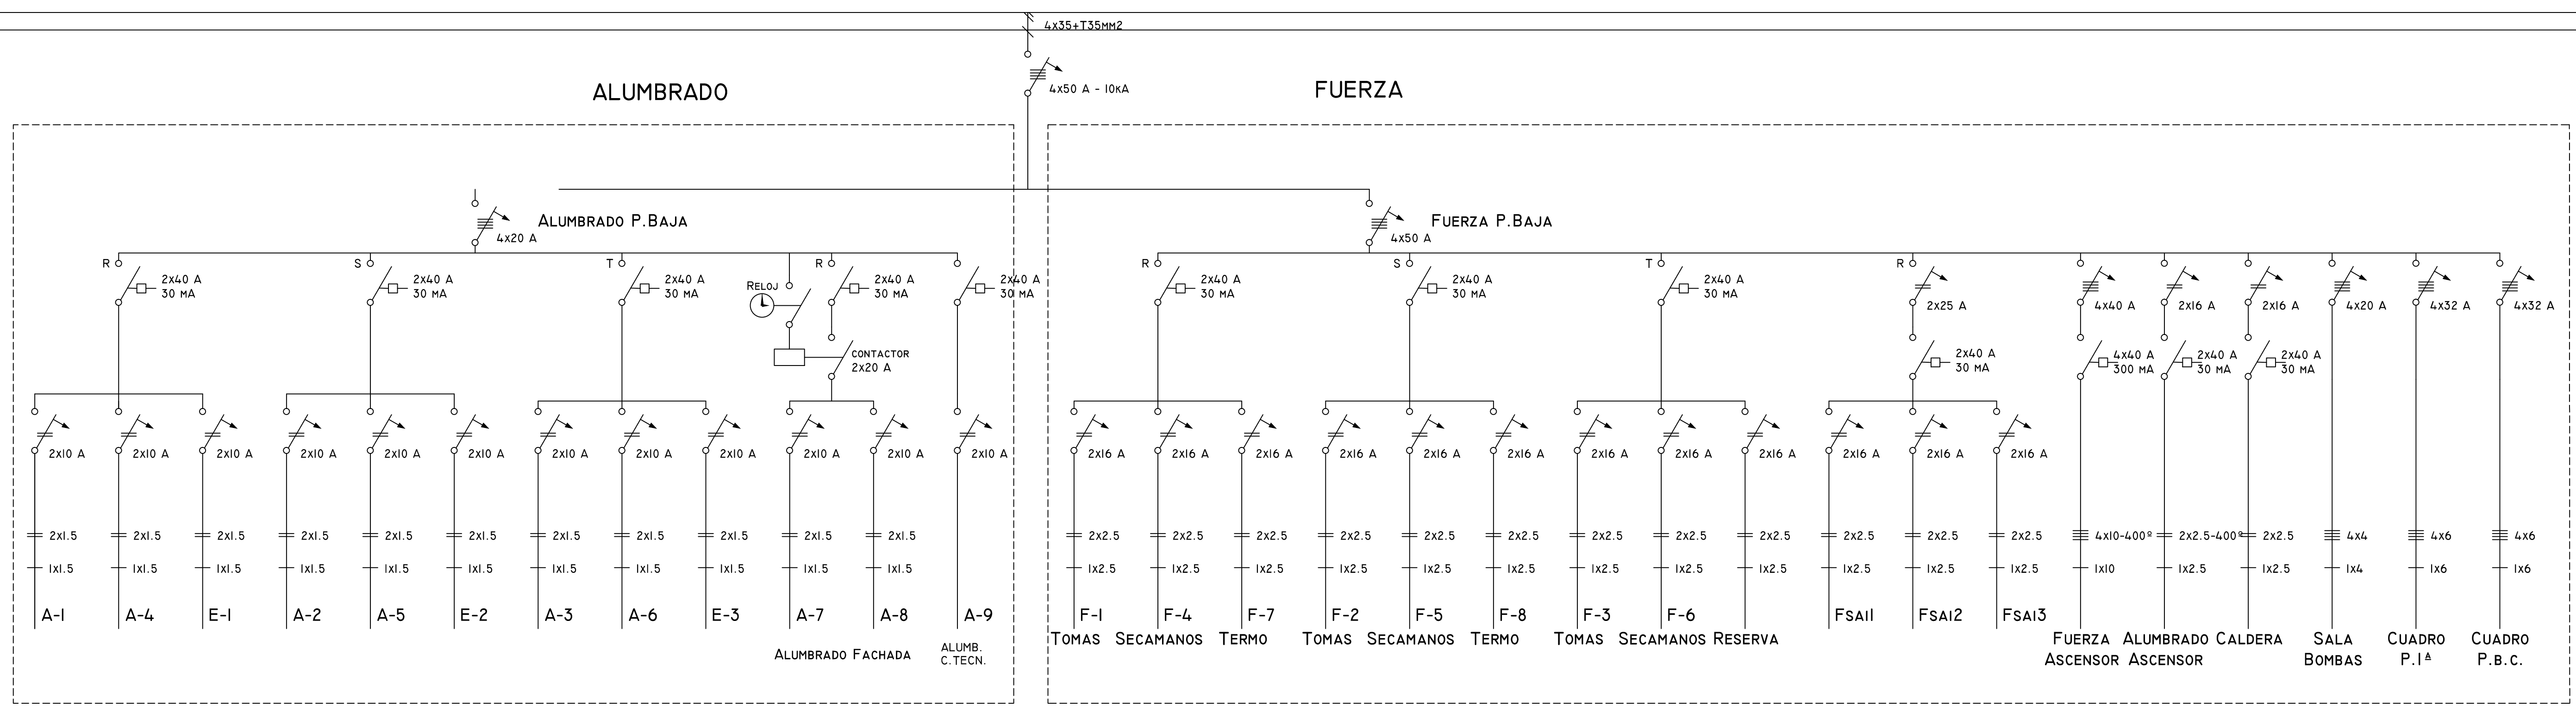 4x35+T35MM2
4x50 A - 10KA
ALUMBRADO
FUERZA
ALUMBRADO P.BAJA
4x20 A
FUERZA P.BAJA
4x50 A
R
2x40 A
30 MA
S
2x40 A
30 MA
T
2x40 A
30 MA
RELOJ
R
2x40 A
30 MA
2x40 A
30 MA
CONTACTOR
2x20 A
R
2x40 A
30 MA
S
2x40 A
30 MA
T
2x40 A
30 MA
R
2x25 A
2x40 A
30 MA
4x40 A
4x40 A
300 MA
2x16 A
2x40 A
30 MA
2x16 A
2x40 A
30 MA
4x20 A
4x32 A
4x32 A
2x10 A 2x10 A 2x10 A 2x10 A 2x10 A 2x10 A 2x10 A 2x10 A 2x10 A 2x10 A 2x10 A 2x10 A
2x16 A 2x16 A 2x16 A 2x16 A 2x16 A 2x16 A 2x16 A 2x16 A 2x16 A 2x16 A 2x16 A 2x16 A
2x1.5 2x1.5 2x1.5 2x1.5 2x1.5 2x1.5 2x1.5 2x1.5 2x1.5 2x1.5 2x1.5
2x2.5 2x2.5 2x2.5 2x2.5 2x2.5 2x2.5 2x2.5 2x2.5 2x2.5 2x2.5 2x2.5 2x2.5 4x10-400º 2x2.5-400º 2x2.5 4x4 4x6 4x6
1x1.5 1x1.5 1x1.5 1x1.5 1x1.5 1x1.5 1x1.5 1x1.5 1x1.5 1x1.5 1x1.5
1x2.5 1x2.5 1x2.5 1x2.5 1x2.5 1x2.5 1x2.5 1x2.5 1x2.5 1x2.5 1x2.5 1x2.5 1x10 1x2.5 1x2.5 1x4 1x6 1x6
A-1 A-4 E-1 A-2 A-5 E-2 A-3 A-6 E-3 A-7 A-8 A-9
F-1 F-4 F-7 F-2 F-5 F-8 F-3 F-6 FSAI1 FSAI2 FSAI3
TOMAS SECAMANOS TERMO TOMAS SECAMANOS TERMO TOMAS SECAMANOS RESERVA
ALUMBRADO FACHADA
ALUMB.
C.TECN.
FUERZA
ASCENSOR
ALUMBRADO
ASCENSOR
CALDERA
SALA
BOMBAS
CUADRO
P.1ª
CUADRO
P.B.C.